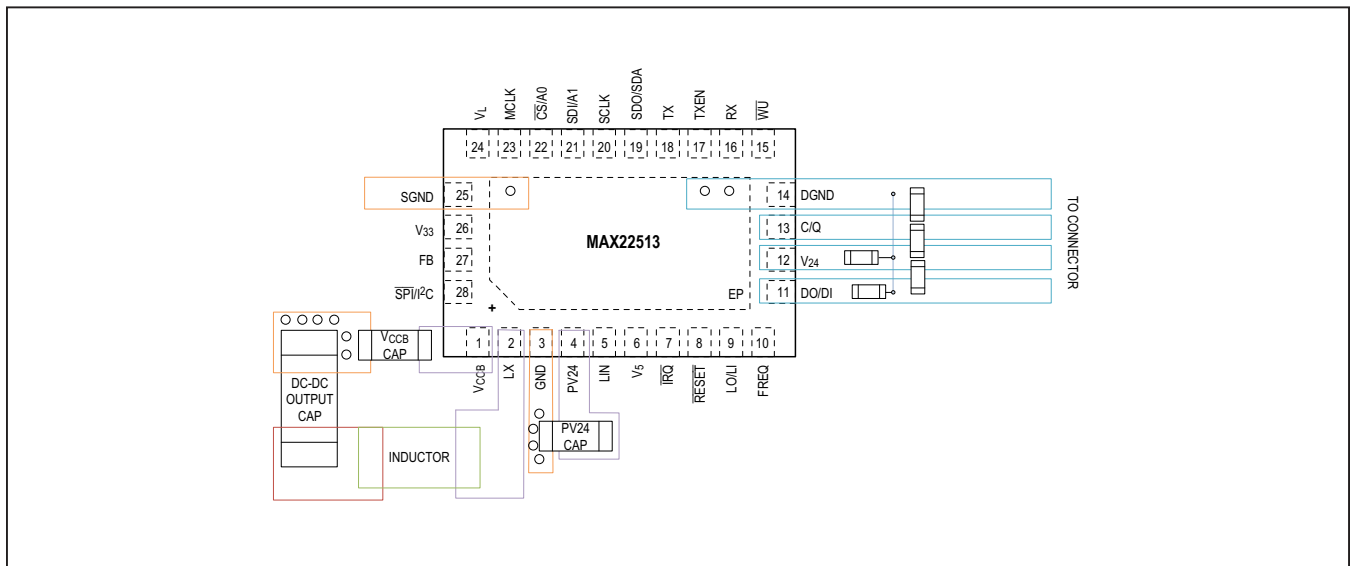 VL
MCLK
CS/A0
SDI/A1
SCLK
SDO/SDA
TX
TXEN
RX
WU
24
23
22
21
20
19
18
17
16
15
SGND
25
V33
26
FB
27
SPI/I2C
28
MAX22513
EP
+
14
DGND
13
C/Q
12
V24
11
DO/DI
TO CONNECTOR
1
2
3
4
5
6
7
8
9
10
VCCB
LX
GND
PV24
LIN
V5
IRQ
RESET
LO/LI
FREQ
VCCB
CAP
DC-DC
OUTPUT
CAP
INDUCTOR
PV24
CAP